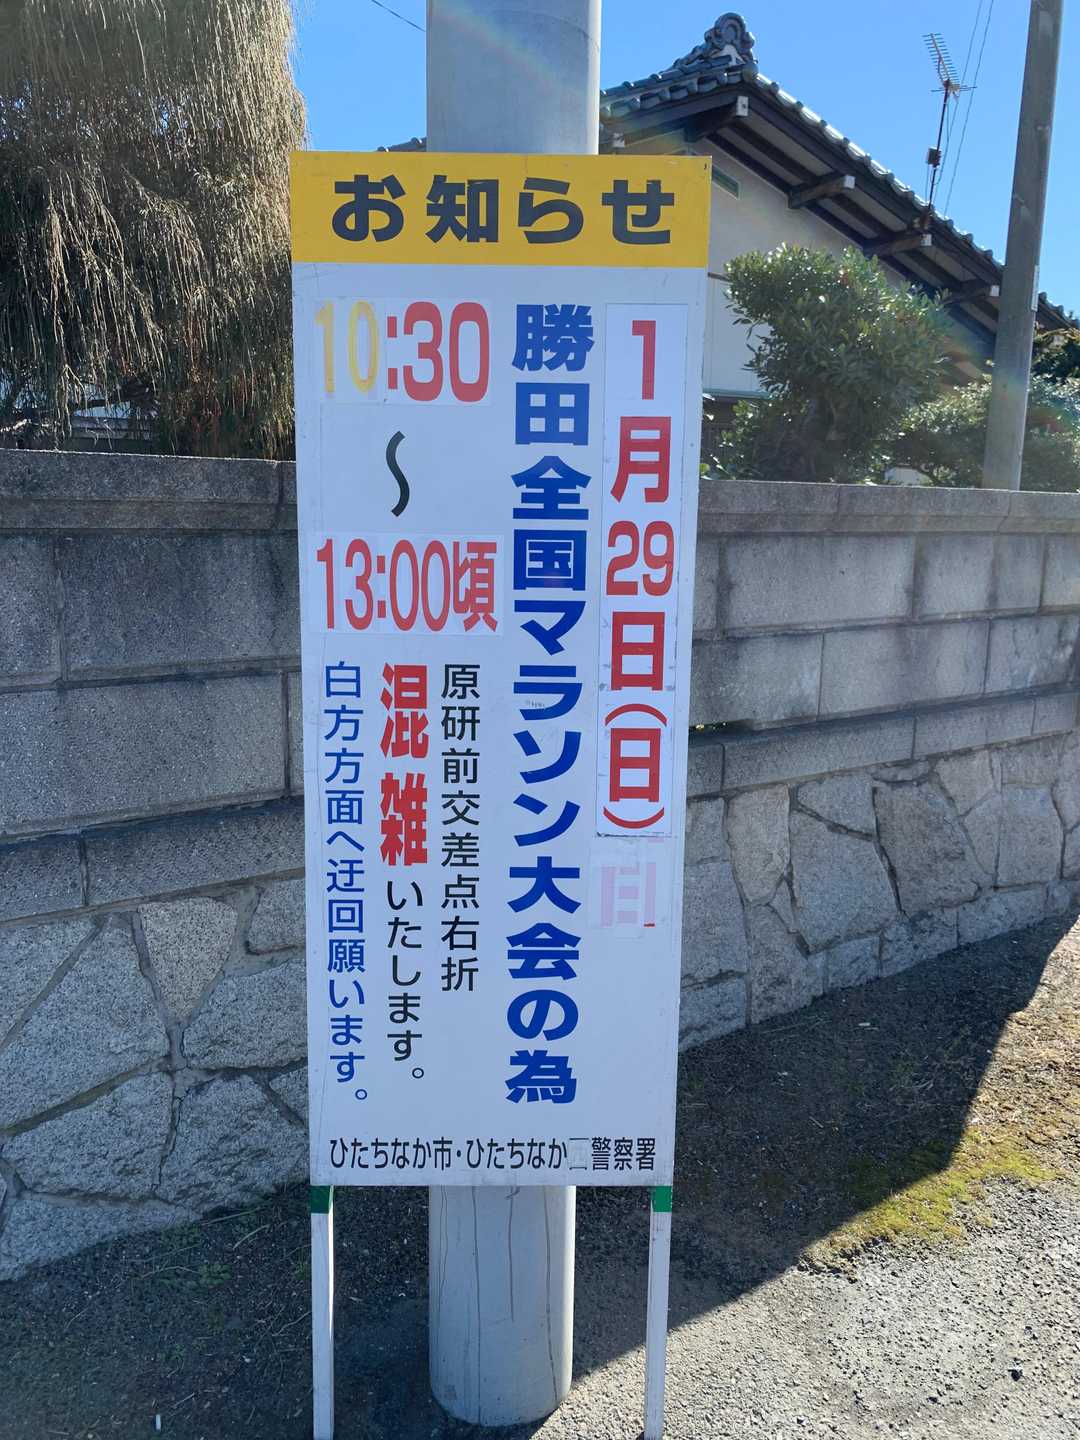 お知らせ
1月29日(日)
勝田全国マラソン大会の為
10:30
〜
13:00頃
原研前交差点右折
混雑いたします。
白方方面へ迂回願います。
ひたちなか市・ひたちなか西警察署